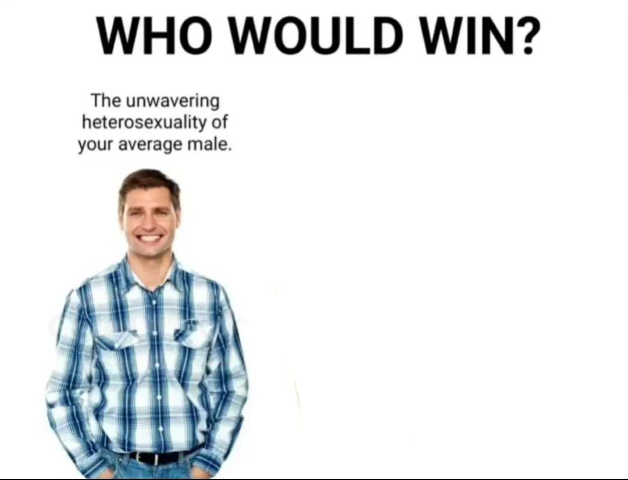 WHO WOULD WIN?
The unwavering
heterosexuality of
your average male.